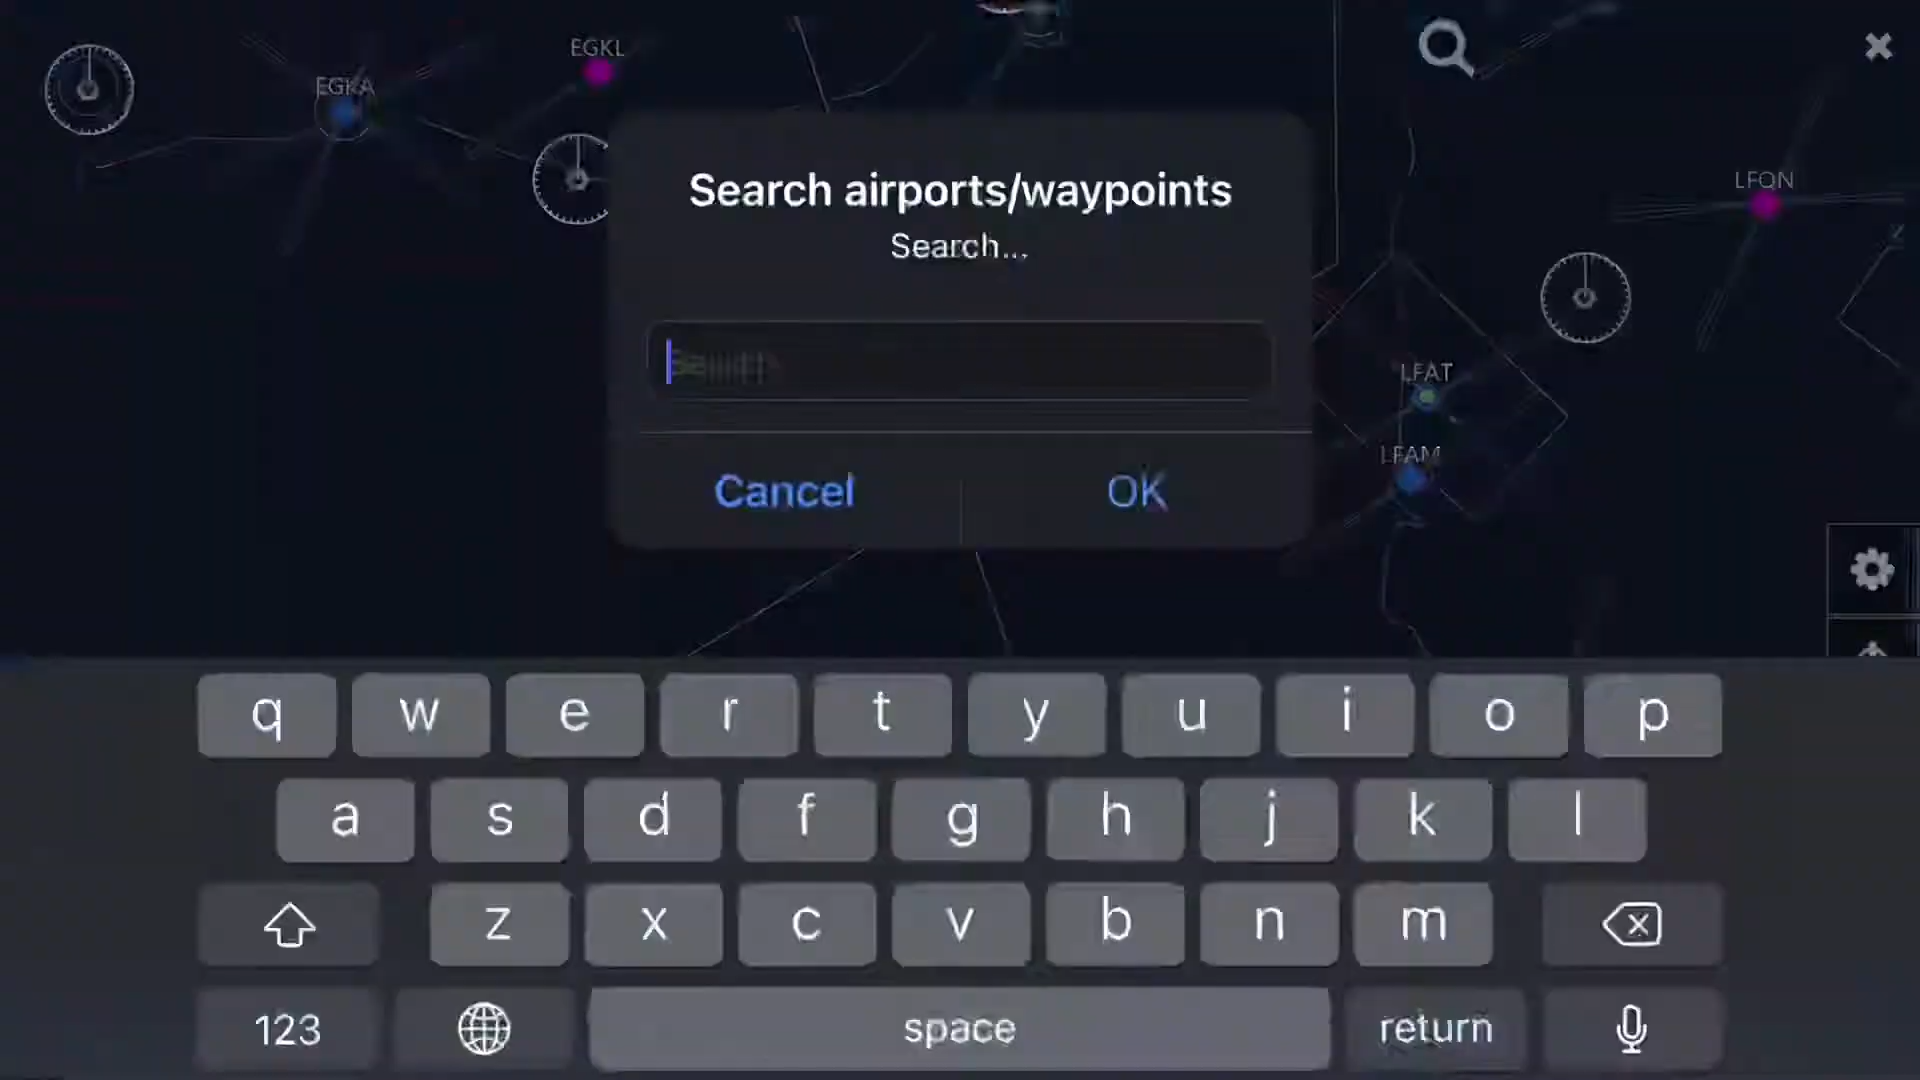 EGKL
EGKA
LFQN
Search airports/waypoints
Search...
LFAT
LFAM
Cancel
OK
q w e r t y u i o p
a s d f g h j k l
z x c v b n m
123
space
return